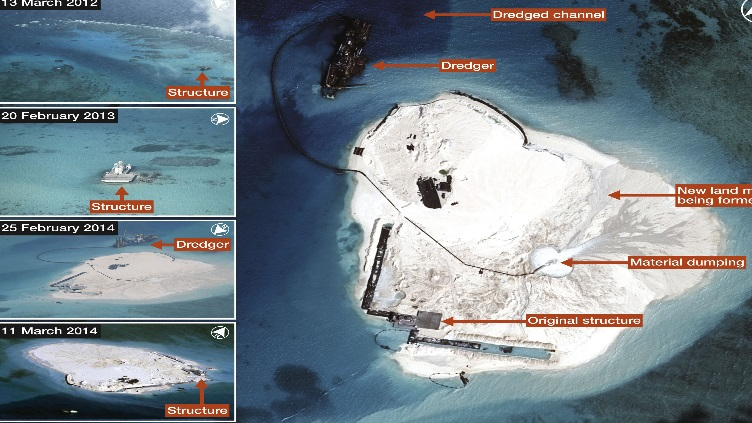 13 March 2012
Structure
20 February 2013
Structure
25 February 2014
Dredger
11 March 2014
Structure
Dredged channel
Dredger
New land m
being forme
Material dumping
Original structure